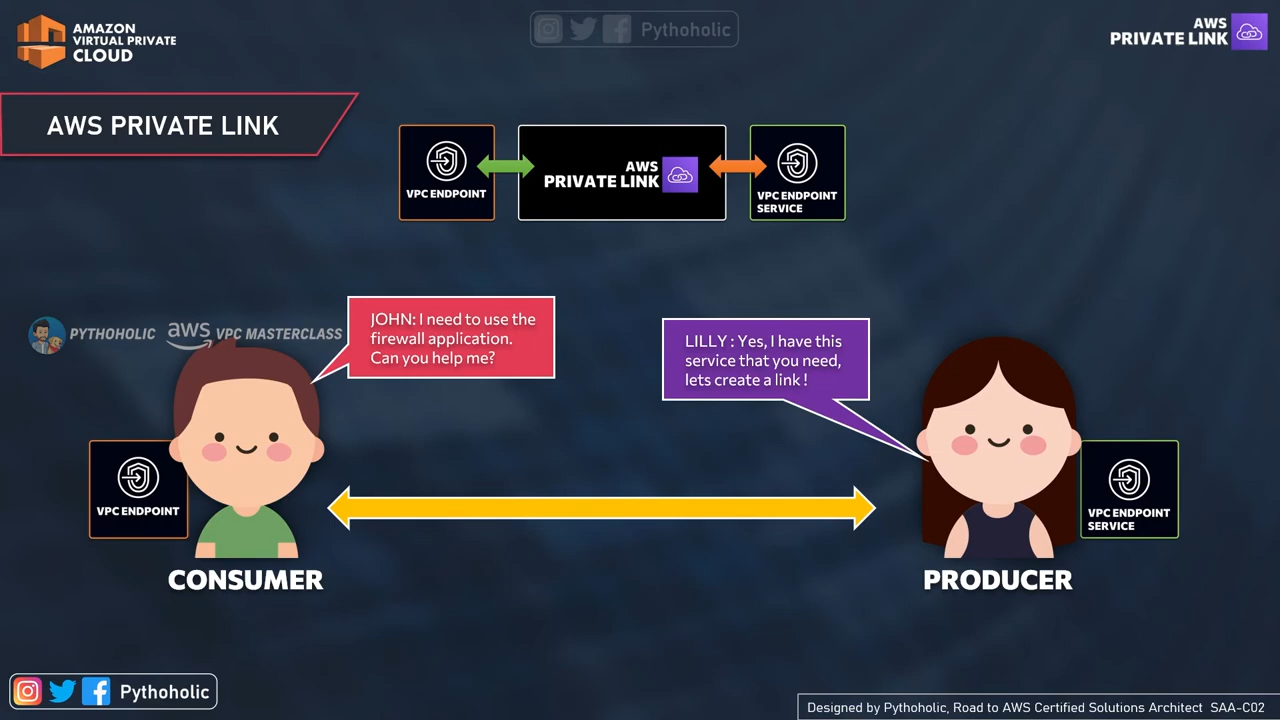 AMAZON
VIRTUAL PRIVATE
CLOUD
Pythoholic
AWS
PRIVATE LINK
AWS PRIVATE LINK
VPC ENDPOINT
AWS
PRIVATE LINK
VPC ENDPOINT
SERVICE
PYTHOHOLIC aws VPC MASTERCLASS
JOHN: I need to use the
firewall application.
Can you help me?
LILLY : Yes, I have this
service that you need,
lets create a link !
VPC ENDPOINT
VPC ENDPOINT
SERVICE
CONSUMER
PRODUCER
Pythoholic
Designed by Pythoholic, Road to AWS Certified Solutions Architect SAA-C02